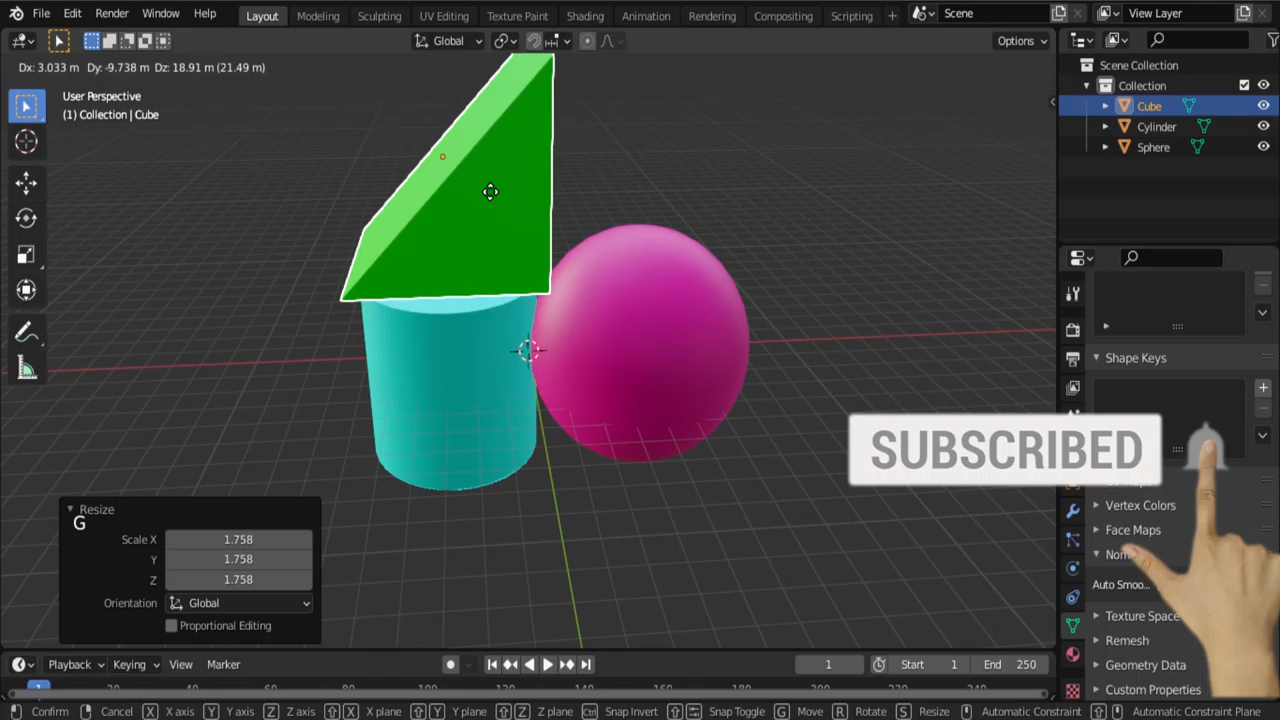 File Edit Render Window Help Layout Modeling Sculpting UV Editing Texture Paint Shading Animation Rendering Compositing Scripting + Scene View Layer
Global Options
Dx: 3.033 m Dy: -9.738 m Dz: 18.91 m (21.49 m)
User Perspective
(1) Collection | Cube
Scene Collection
Collection
Cube
Cylinder
Sphere
Shape Keys
SUBSCRIBED
Vertex Colors
Face Maps
Auto Smoo...
Texture Space
Remesh
Geometry Data
Custom Properties
Resize
G
Scale X 1.758
Y 1.758
Z 1.758
Orientation Global
Proportional Editing
Playback Keying View Marker 1 Start 1 End 250
1
Confirm Cancel X X axis Y Y axis Z Z axis X X plane Y Y plane Z Z plane Ctrl Snap Invert Snap Toggle G Move R Rotate S Resize Automatic Constraint Automatic Constraint